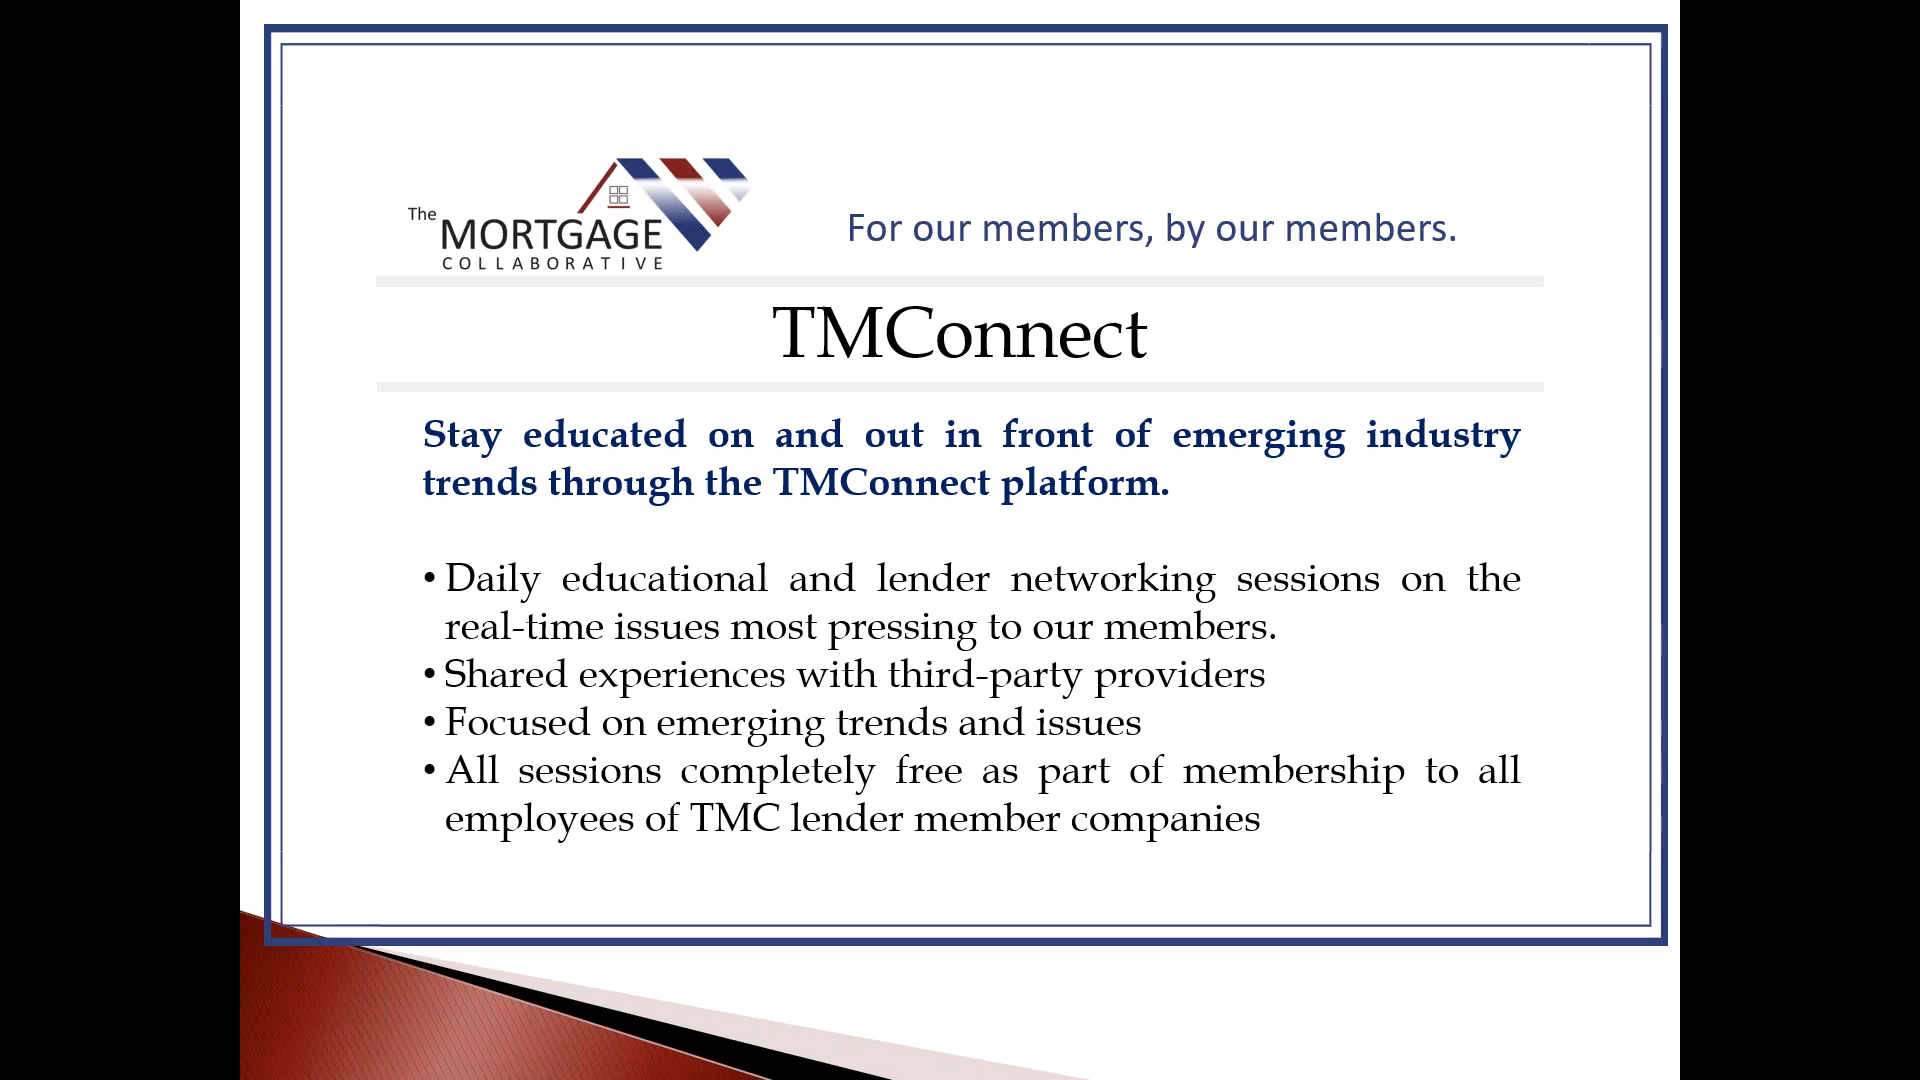 The
MORTGAGE
COLLABORATIVE
For our members, by our members.
TMConnect
Stay educated on and out in front of emerging industry
trends through the TMConnect platform.
• Daily educational and lender networking sessions on the
real-time issues most pressing to our members.
• Shared experiences with third-party providers
• Focused on emerging trends and issues
• All sessions completely free as part of membership to all
employees of TMC lender member companies